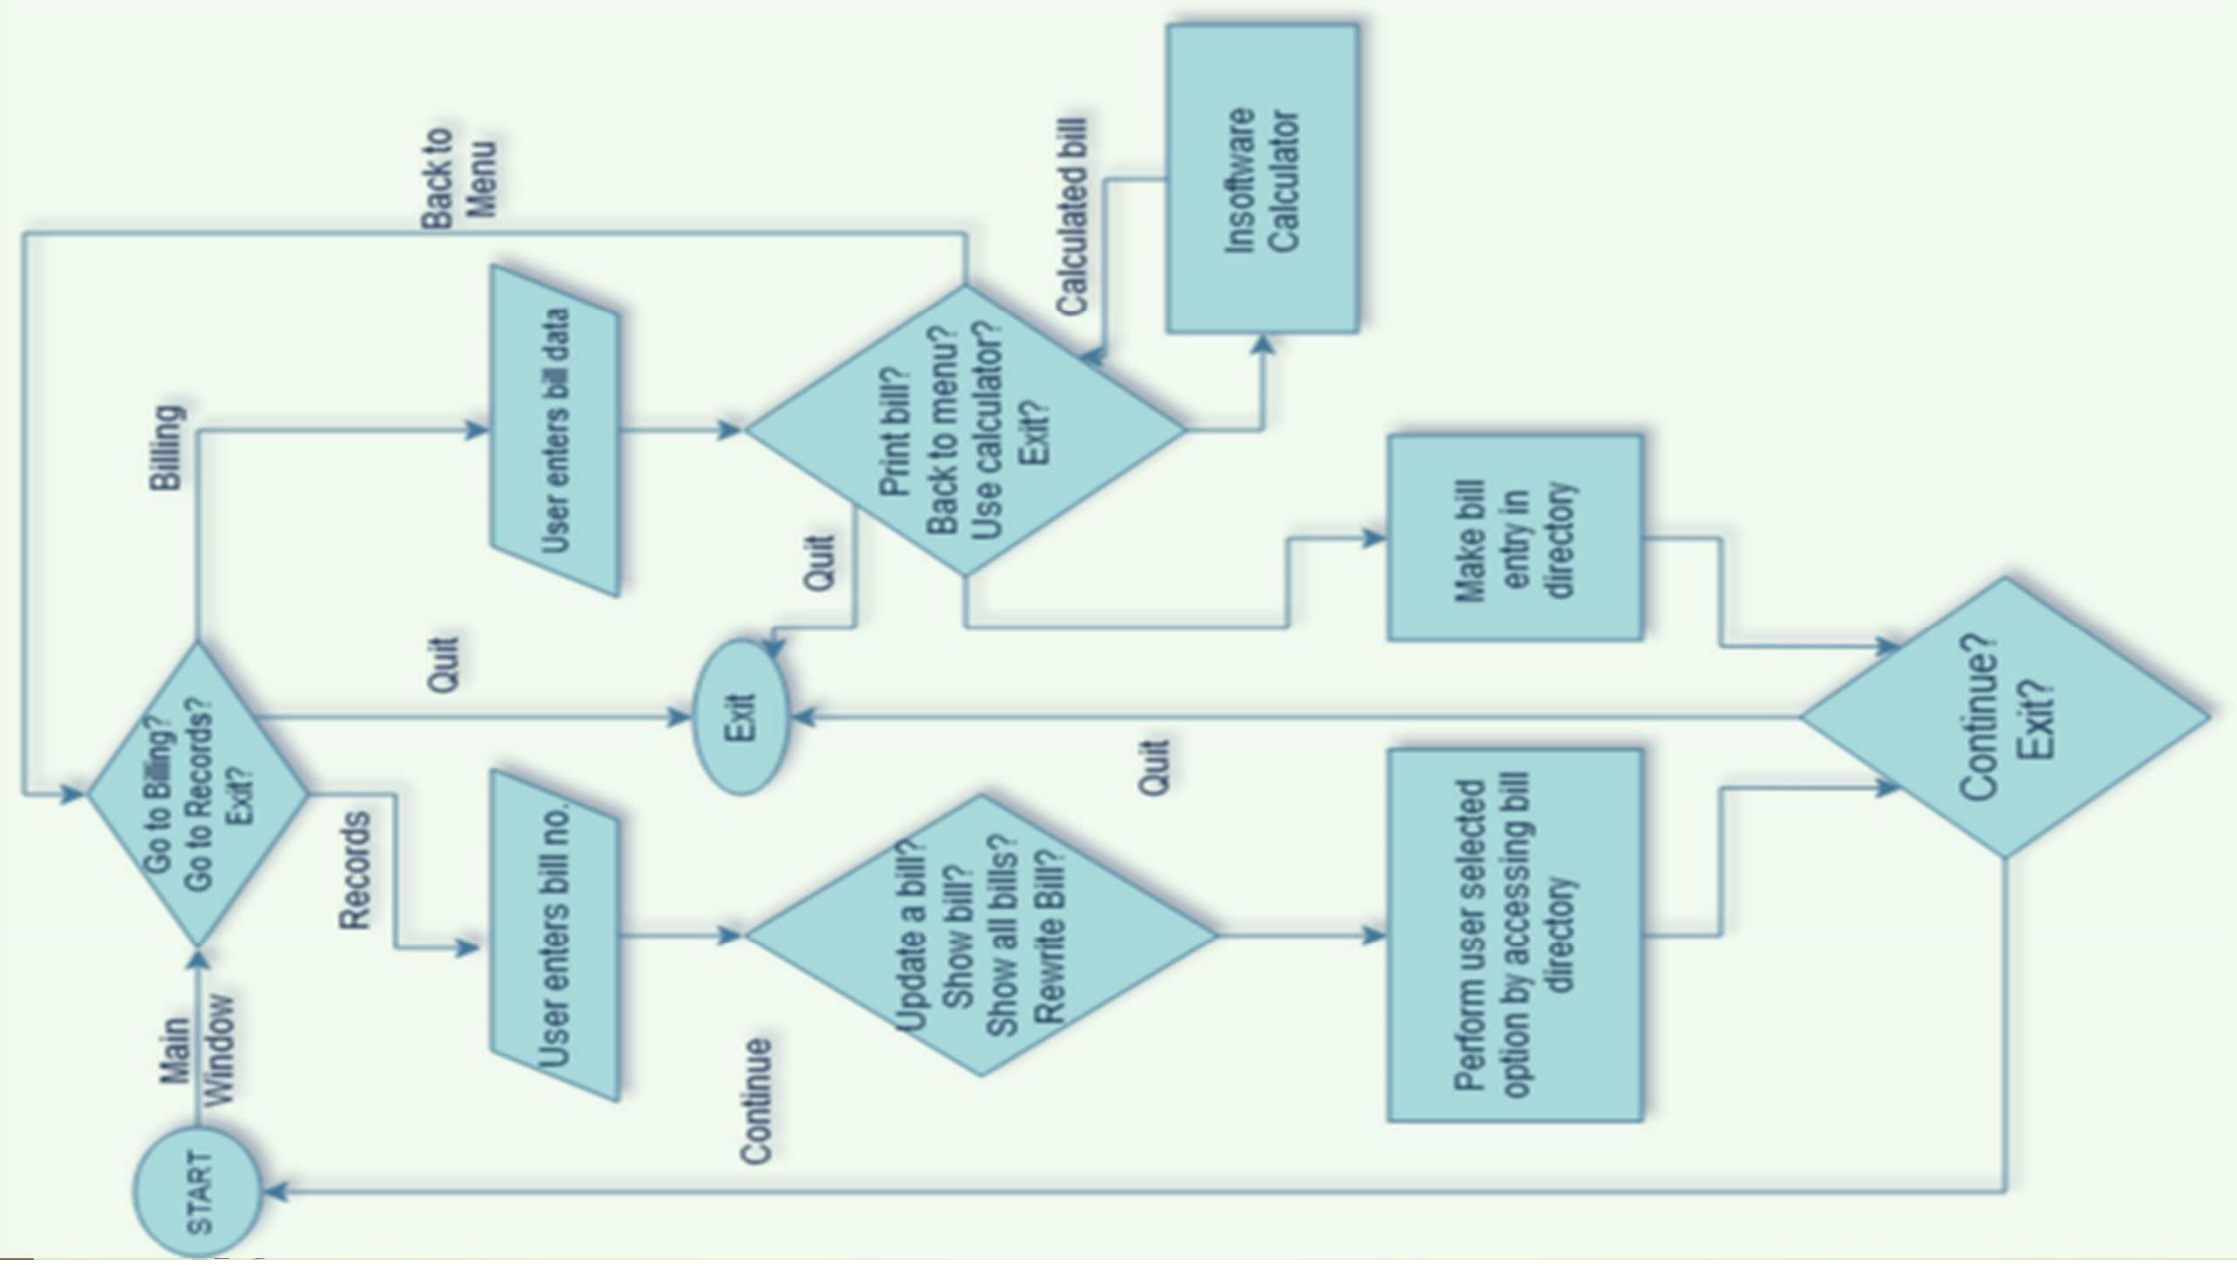 START
Main
Window
Go to Billing?
Go to Records?
Exit?
Billing
Records
Quit
Back to
Menu
User enters bill no.
User enters bill data
Exit
Quit
Continue
Update a bill?
Show bill?
Show all bills?
Rewrite Bill?
Print bill?
Back to menu?
Use calculator?
Exit?
Calculated bill
Insoftware
Calculator
Quit
Perform user selected
option by accessing bill
directory
Make bill
entry in
directory
Continue?
Exit?